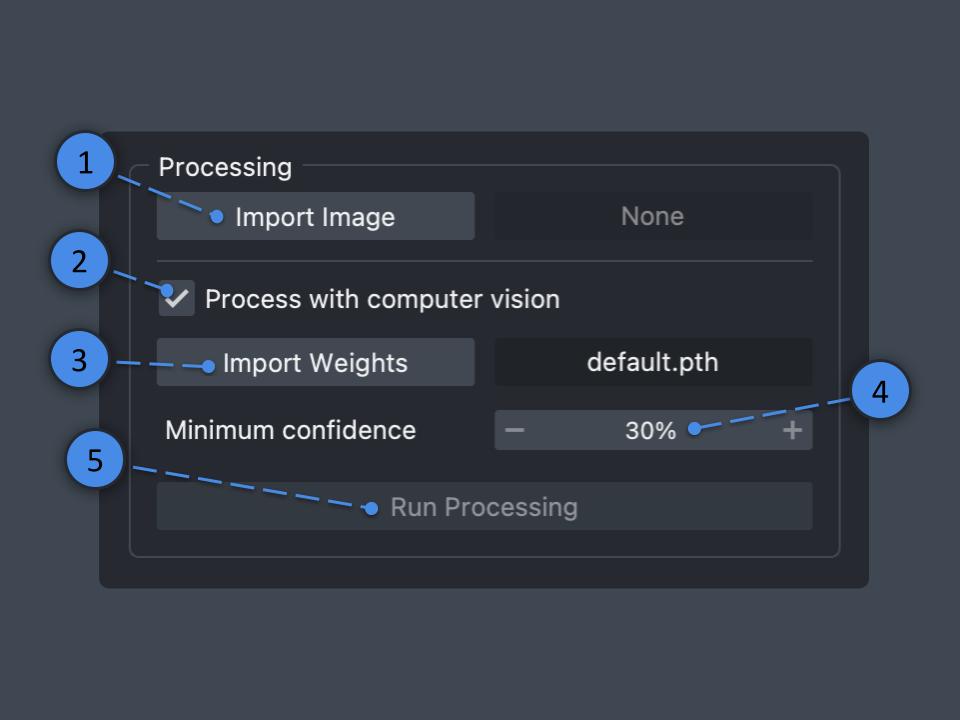 1
Processing
Import Image
None
2
Process with computer vision
3
Import Weights
default.pth
4
Minimum confidence
− 30% +
5
Run Processing